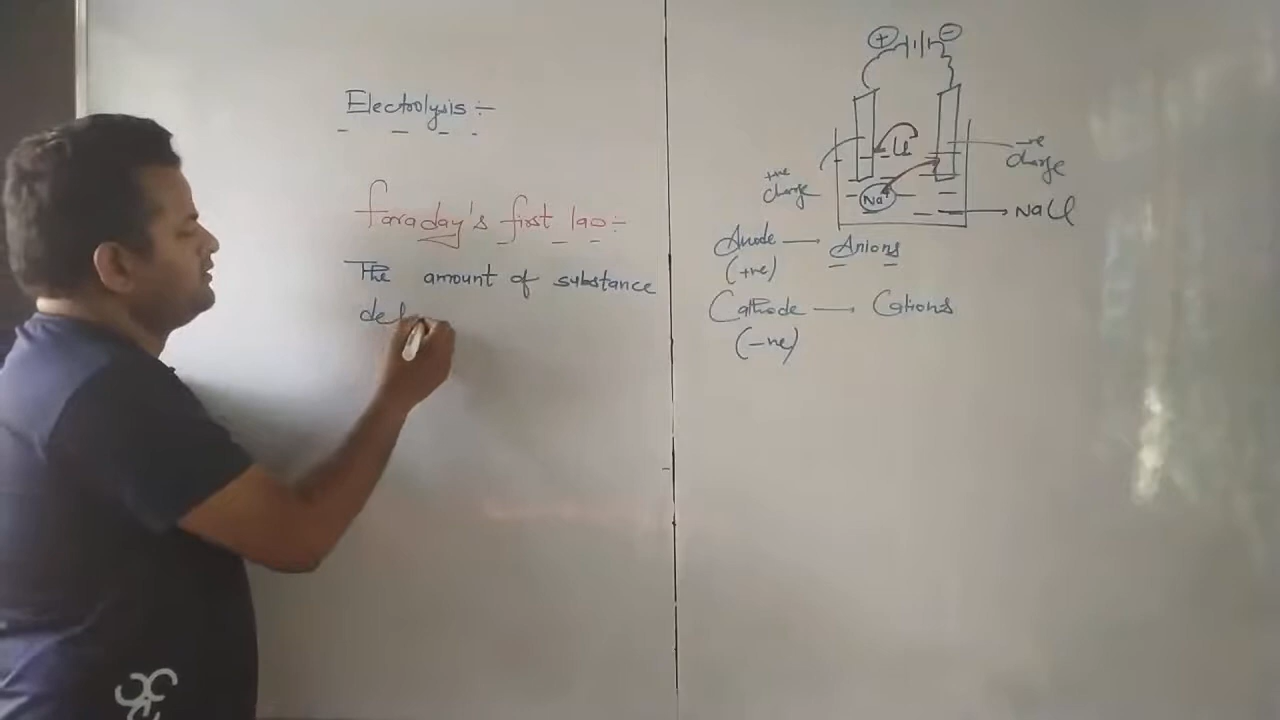 Electrolysis :-
Faraday's first law :-
The amount of substance
de
+ -
Cl
-ve
charge
+ve
charge
Na+
NaCl
Anode → Anions
(+ve)
Cathode → Cations
(-ve)